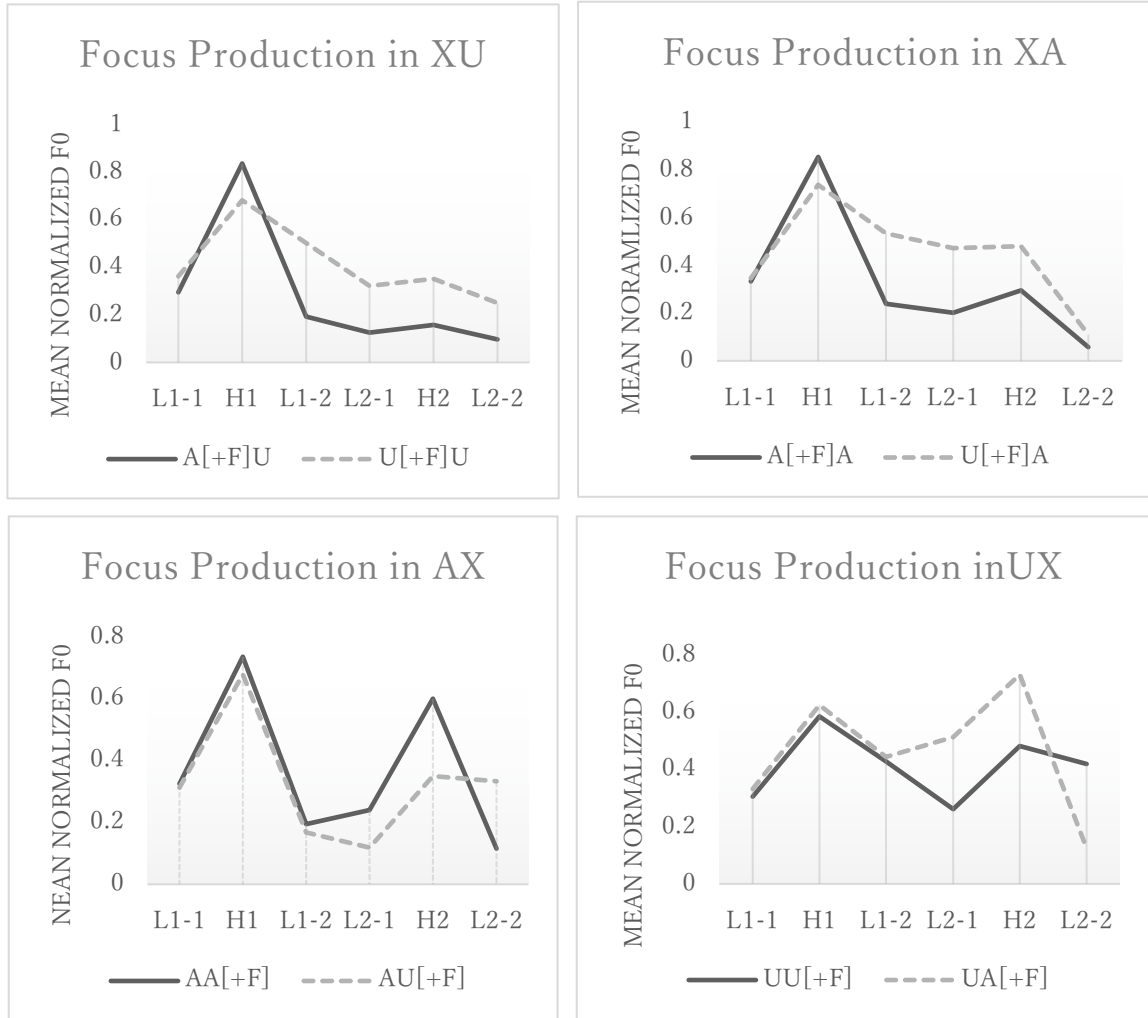 Focus Production in XU
MEAN NORMALIZED F0
1
0.8
0.6
0.4
0.2
0
L1-1 H1 L1-2 L2-1 H2 L2-2
A[+F]U U[+F]U
Focus Production in XA
MEAN NORAMLIZED F0
1
0.8
0.6
0.4
0.2
0
L1-1 H1 L1-2 L2-1 H2 L2-2
A[+F]A U[+F]A
Focus Production in AX
NEAN NORMALIZED F0
0.8
0.6
0.4
0.2
0
L1-1 H1 L1-2 L2-1 H2 L2-2
AA[+F] AU[+F]
Focus Production inUX
MEAN NORMALIZED F0
0.8
0.6
0.4
0.2
0
L1-1 H1 L1-2 L2-1 H2 L2-2
UU[+F] UA[+F]